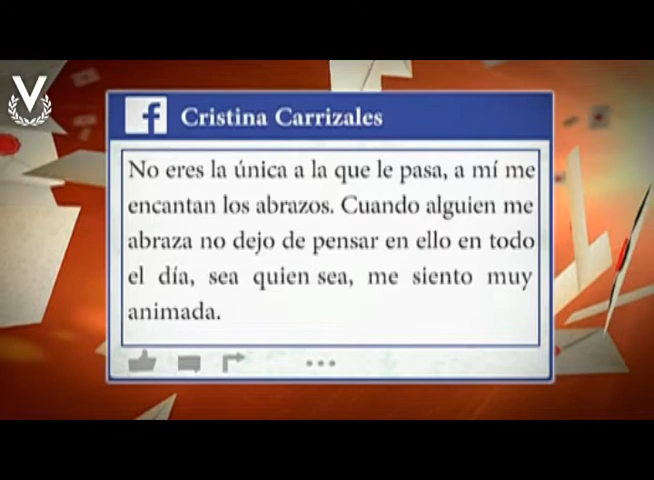 V
f Cristina Carrizales
No eres la única a la que le pasa, a mí me
encantan los abrazos. Cuando alguien me
abraza no dejo de pensar en ello en todo
el día, sea quien sea, me siento muy
animada.